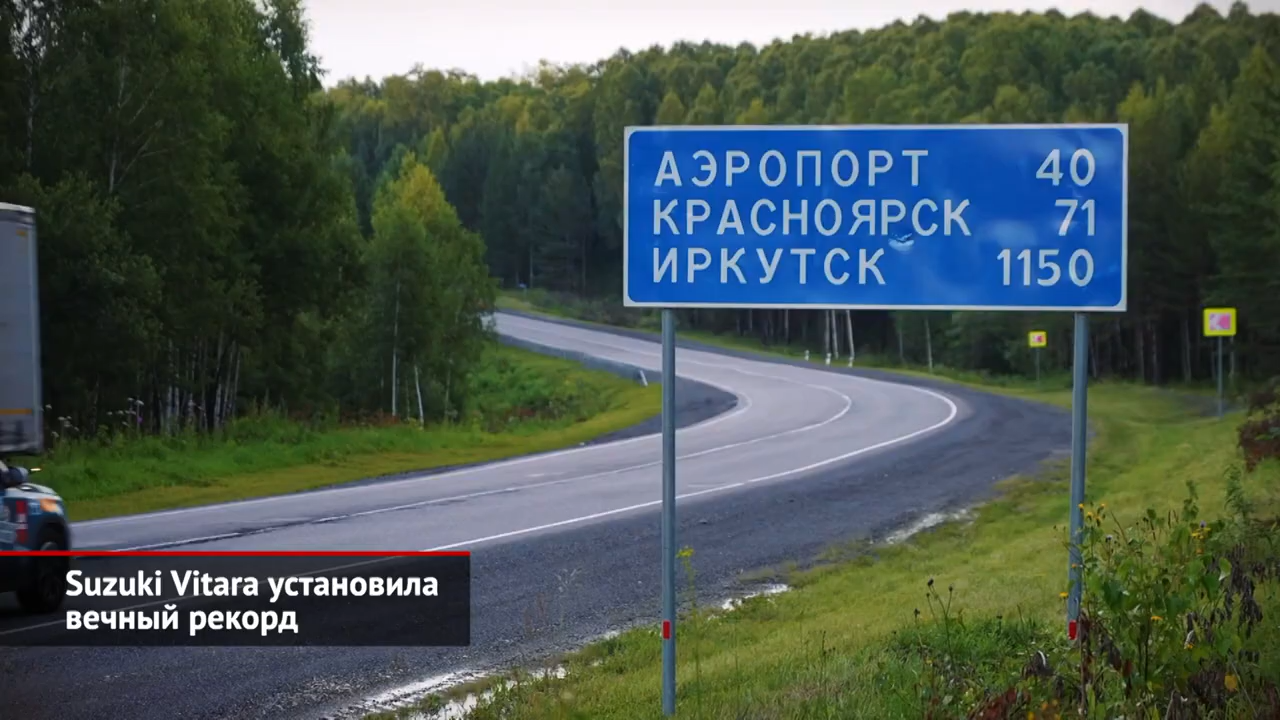 АЭРОПОРТ 40
КРАСНОЯРСК 71
ИРКУТСК 1150
Suzuki Vitara установила
вечный рекорд